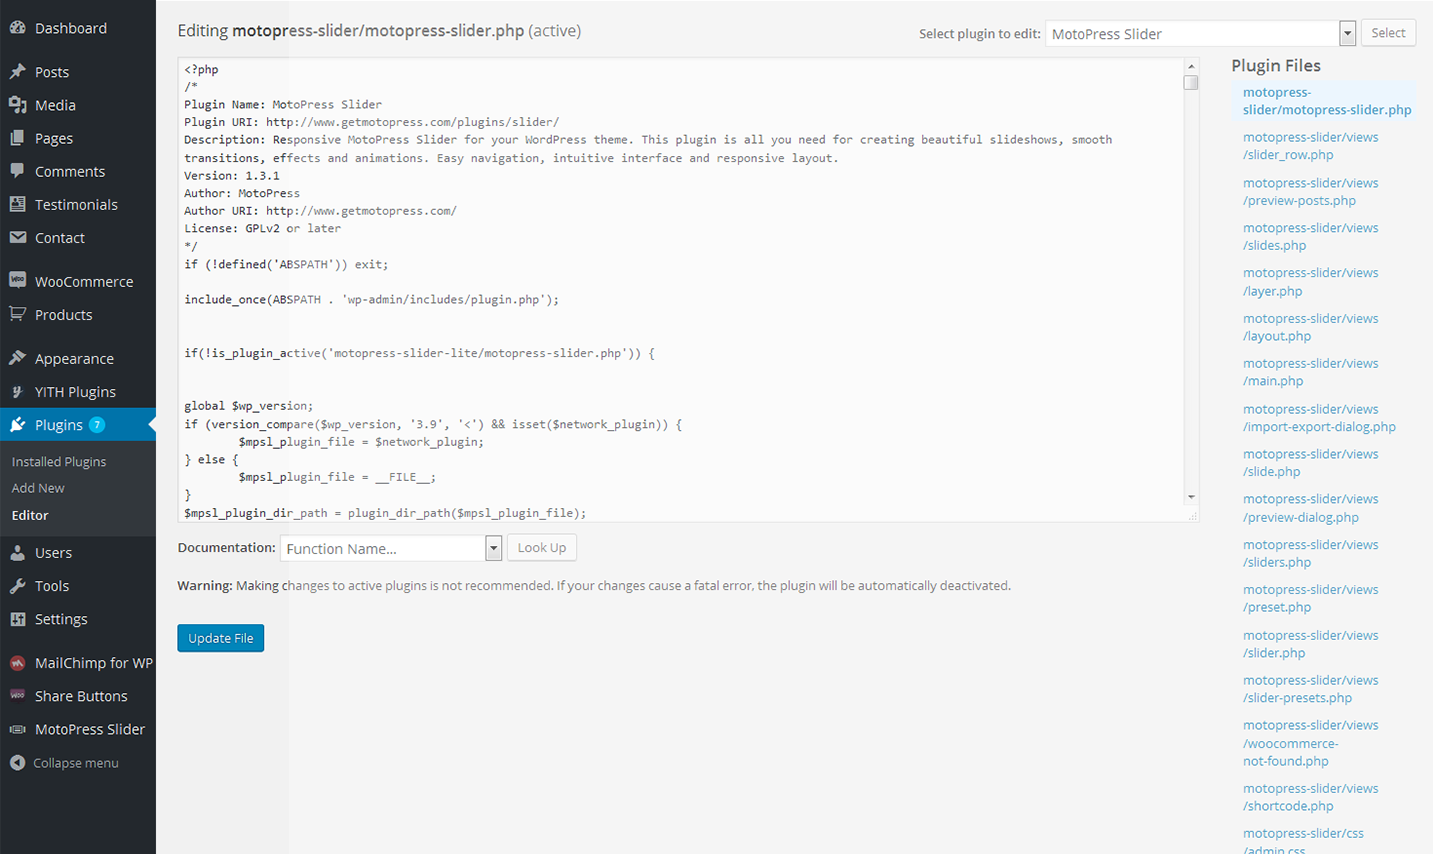 Dashboard
Posts
Media
Pages
Comments
Testimonials
Contact
WooCommerce
Products
Appearance
YITH Plugins
Plugins 7
Installed Plugins
Add New
Editor
Users
Tools
Settings
MailChimp for WP
Share Buttons
MotoPress Slider
Collapse menu
Editing motopress-slider/motopress-slider.php (active)
Select plugin to edit: MotoPress Slider Select
<?php
/*
Plugin Name: MotoPress Slider
Plugin URI: http://www.getmotopress.com/plugins/slider/
Description: Responsive MotoPress Slider for your WordPress theme. This plugin is all you need for creating beautiful slideshows, smooth
transitions, effects and animations. Easy navigation, intuitive interface and responsive layout.
Version: 1.3.1
Author: MotoPress
Author URI: http://www.getmotopress.com/
License: GPLv2 or later
*/
if (!defined('ABSPATH')) exit;
include_once(ABSPATH . 'wp-admin/includes/plugin.php');
if(!is_plugin_active('motopress-slider-lite/motopress-slider.php')) {
global $wp_version;
if (version_compare($wp_version, '3.9', '<') && isset($network_plugin)) {
$mpsl_plugin_file = $network_plugin;
} else {
$mpsl_plugin_file = __FILE__;
}
$mpsl_plugin_dir_path = plugin_dir_path($mpsl_plugin_file);
Documentation: Function Name... Look Up
Warning: Making changes to active plugins is not recommended. If your changes cause a fatal error, the plugin will be automatically deactivated.
Update File
Plugin Files
motopress-
slider/motopress-slider.php
motopress-slider/views
/slider_row.php
motopress-slider/views
/preview-posts.php
motopress-slider/views
/slides.php
motopress-slider/views
/layer.php
motopress-slider/views
/layout.php
motopress-slider/views
/main.php
motopress-slider/views
/import-export-dialog.php
motopress-slider/views
/slide.php
motopress-slider/views
/preview-dialog.php
motopress-slider/views
/sliders.php
motopress-slider/views
/preset.php
motopress-slider/views
/slider.php
motopress-slider/views
/slider-presets.php
motopress-slider/views
/woocommerce-
not-found.php
motopress-slider/views
/shortcode.php
motopress-slider/css
/admin.css